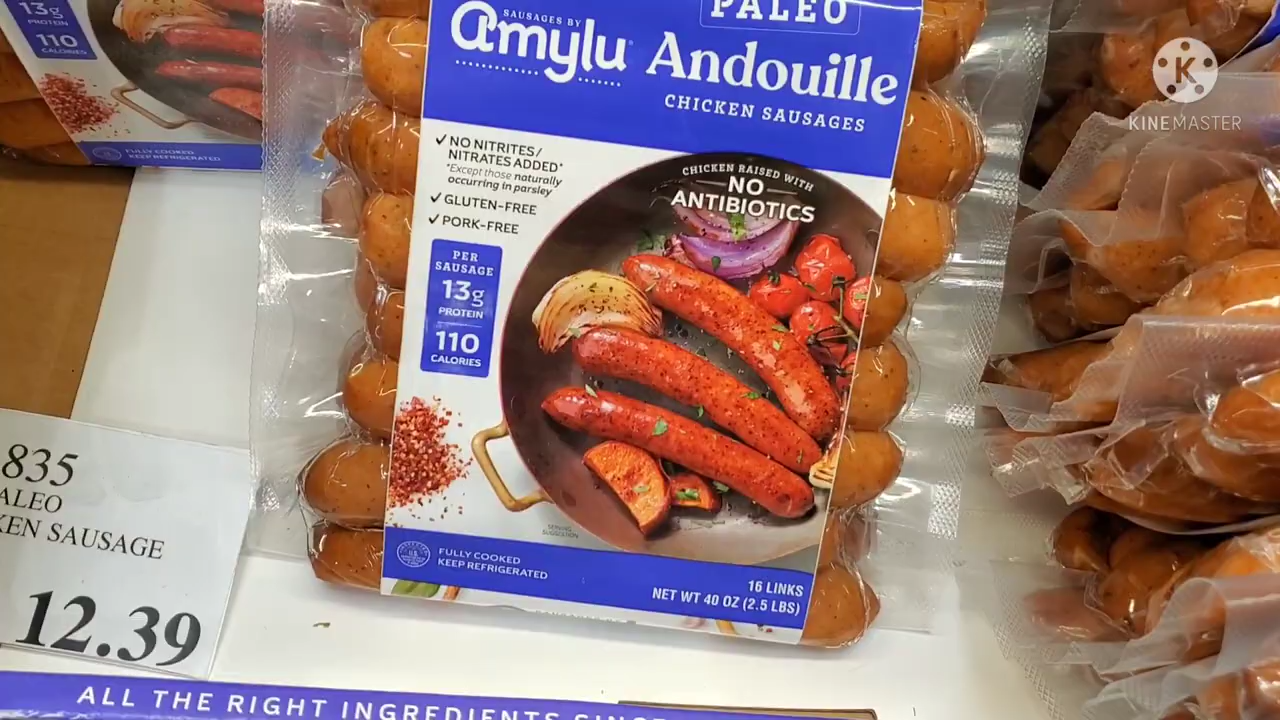 13g
PROTEIN
110
CALORIES
FULLY COOKED
KEEP REFRIGERATED
PALEO
SAUSAGES BY
amylu
Andouille
CHICKEN SAUSAGES
✓ NO NITRITES/
NITRATES ADDED*
*Except those naturally
occurring in parsley
✓ GLUTEN-FREE
✓ PORK-FREE
PER
SAUSAGE
13g
PROTEIN
110
CALORIES
CHICKEN RAISED WITH
NO
ANTIBIOTICS
SERVING
SUGGESTION
FULLY COOKED
KEEP REFRIGERATED
16 LINKS
NET WT 40 OZ (2.5 LBS)
KINEMASTER
835
ALEO
KEN SAUSAGE
12.39
ALL THE RIGHT INGREDIENTS SINCE